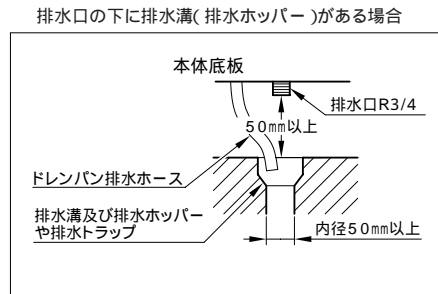 排水口の下に排水溝(排水ホッパー)がある場合
本体底板
排水口R3/4
50mm以上
ドレンパン排水ホース
排水溝及び排水ホッパー
や排水トラップ
内径50mm以上